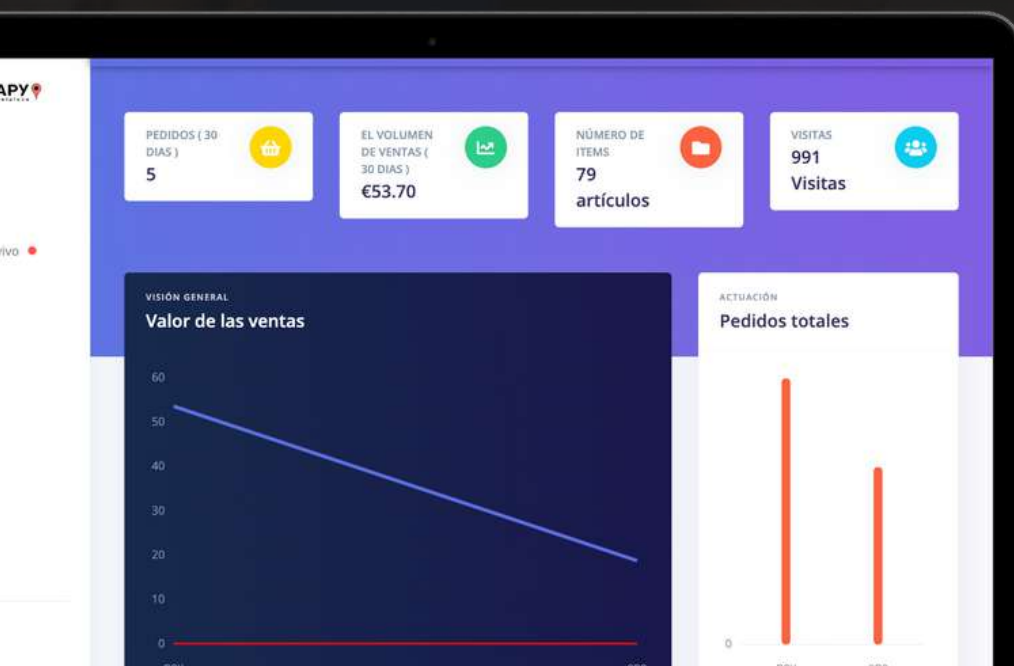 APY
PEDIDOS ( 30
DIAS )
5
EL VOLUMEN
DE VENTAS (
30 DIAS )
€53.70
NÚMERO DE
ITEMS
79
artículos
VISITAS
991
Visitas
vivo
VISIÓN GENERAL
Valor de las ventas
60
50
40
30
20
10
0
ACTUACIÓN
Pedidos totales
0